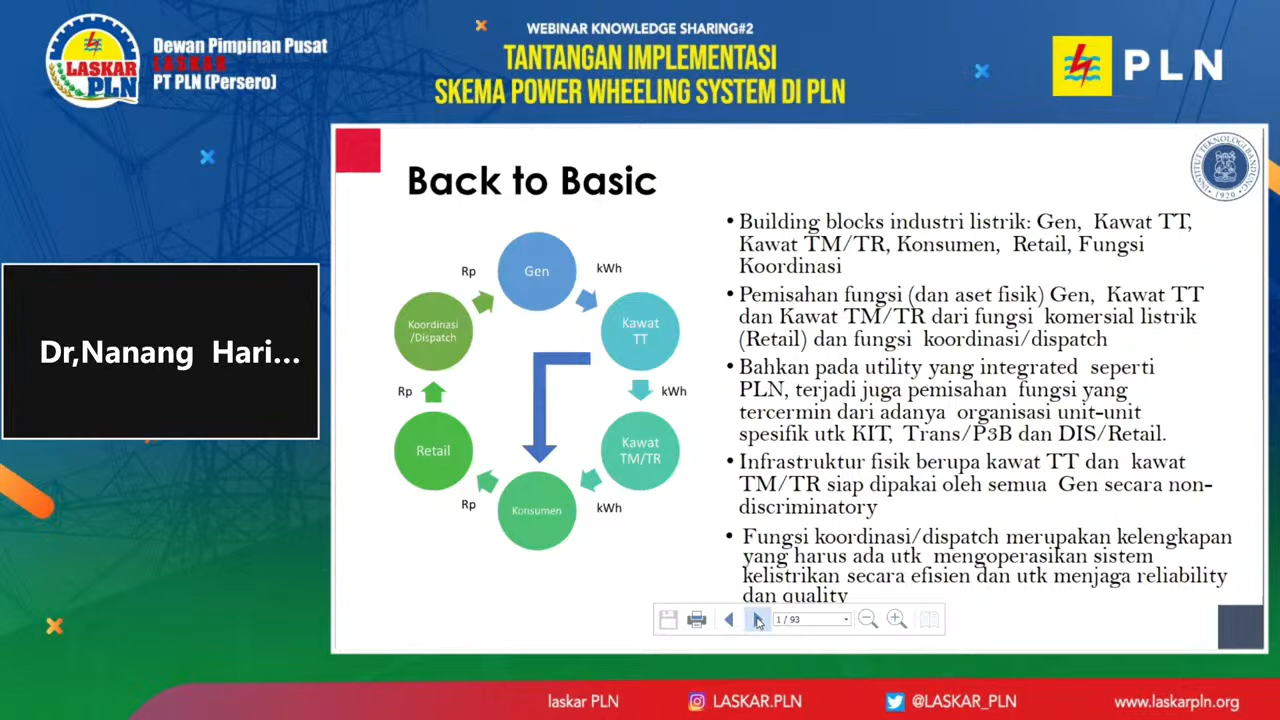 Dewan Pimpinan Pusat
LASKAR
PT PLN (Persero)
LASKAR
PLN
WEBINAR KNOWLEDGE SHARING#2
TANTANGAN IMPLEMENTASI
SKEMA POWER WHEELING SYSTEM DI PLN
PLN
Dr,Nanang Hari...
Back to Basic
INSTITUT TEKNOLOGI BANDUNG
1920
Rp
Gen
kWh
Koordinasi
/Dispatch
Kawat
TT
Rp
kWh
Retail
Kawat
TM/TR
Rp
Konsumen
kWh
• Building blocks industri listrik: Gen, Kawat TT,
Kawat TM/TR, Konsumen, Retail, Fungsi
Koordinasi
• Pemisahan fungsi (dan aset fisik) Gen, Kawat TT
dan Kawat TM/TR dari fungsi komersial listrik
(Retail) dan fungsi koordinasi/dispatch
• Bahkan pada utility yang integrated seperti
PLN, terjadi juga pemisahan fungsi yang
tercermin dari adanya organisasi unit-unit
spesifik utk KIT, Trans/P3B dan DIS/Retail.
• Infrastruktur fisik berupa kawat TT dan kawat
TM/TR siap dipakai oleh semua Gen secara non-
discriminatory
• Fungsi koordinasi/dispatch merupakan kelengkapan
yang harus ada utk mengoperasikan sistem
kelistrikan secara efisien dan utk menjaga reliability
dan quality
1 / 93
laskar PLN
LASKAR.PLN
@LASKAR_PLN
www.laskarpln.org